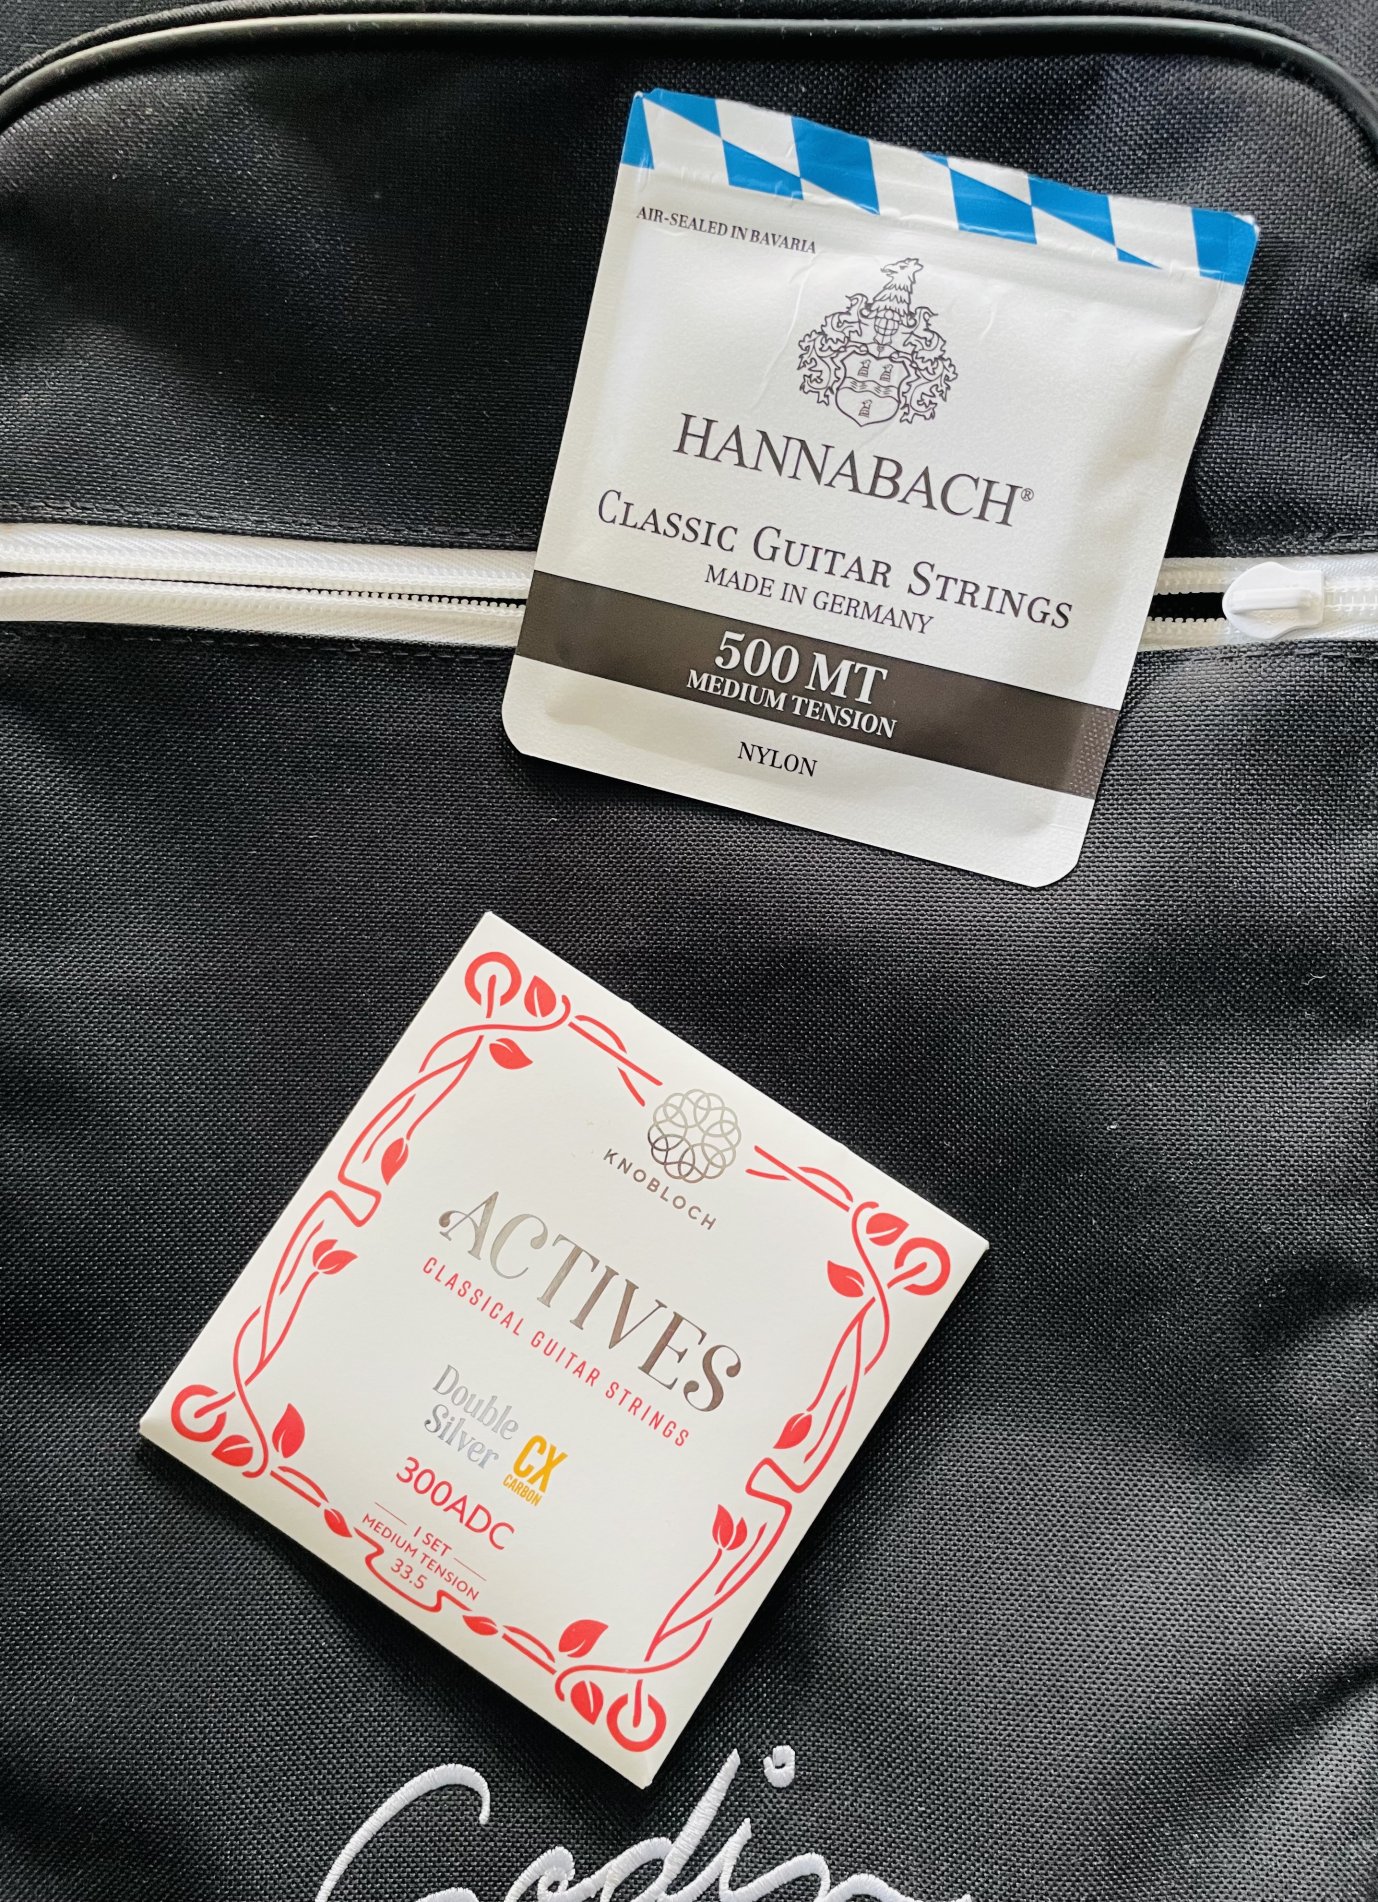 AIR-SEALED IN BAVARIA
HANNABACH®
CLASSIC GUITAR STRINGS
MADE IN GERMANY
500 MT
MEDIUM TENSION
NYLON
KNOBLOCH
ACTIVES
CLASSICAL GUITAR STRINGS
Double
Silver
CX
CARBON
300ADC
1 SET
MEDIUM TENSION
33.5
Godin